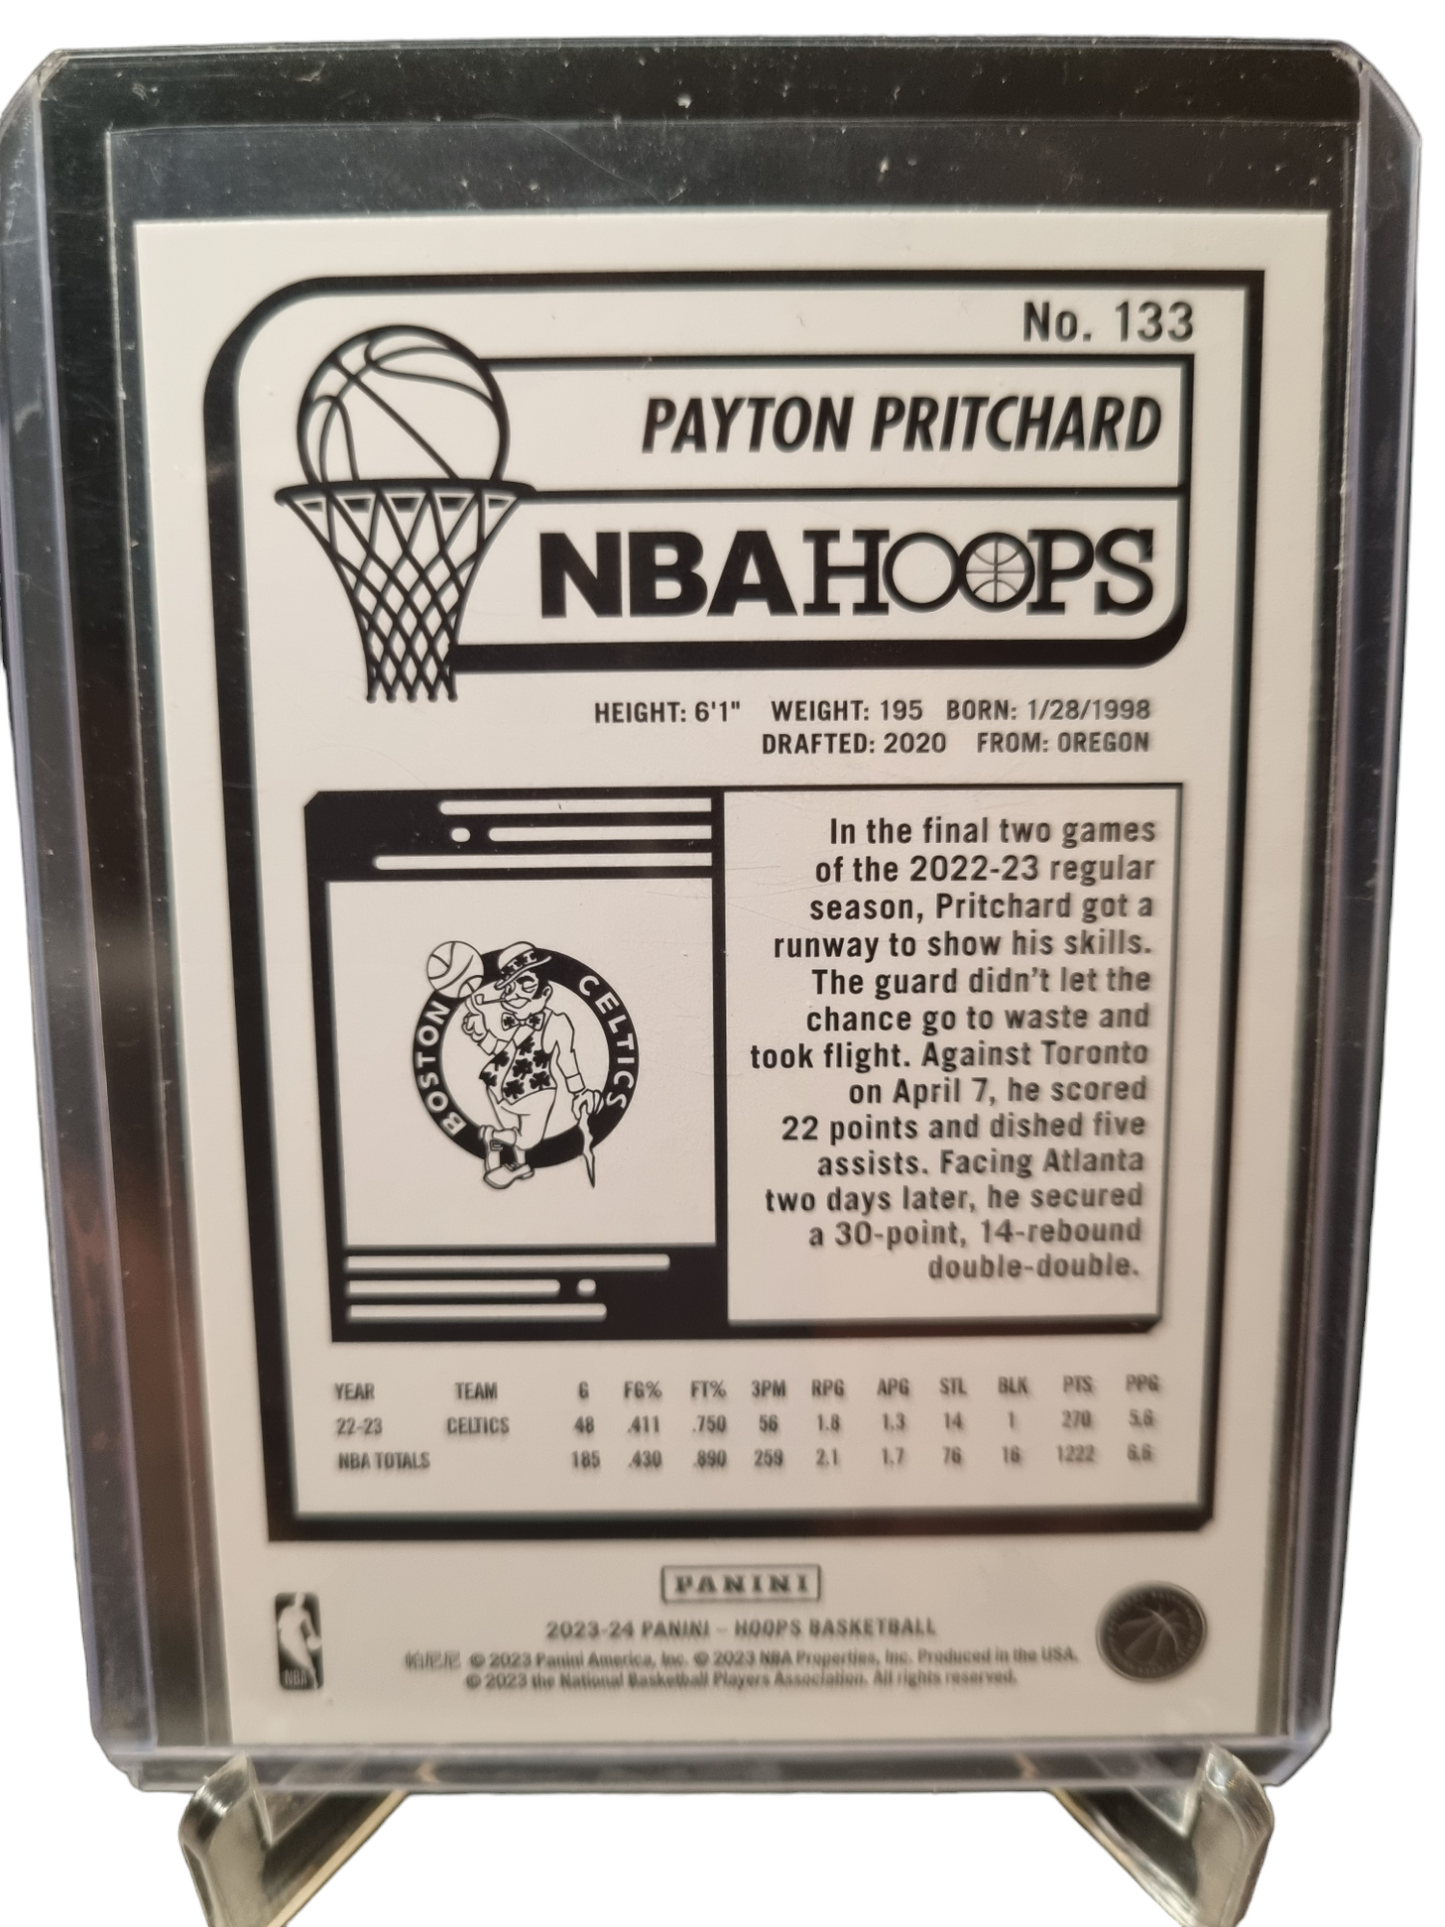 No. 133
PAYTON PRITCHARD
NBA HOOPS
HEIGHT: 6'1" WEIGHT: 195 BORN: 1/28/1998
DRAFTED: 2020 FROM: OREGON
In the final two games
of the 2022-23 regular
season, Pritchard got a
runway to show his skills.
The guard didn't let the
chance go to waste and
took flight. Against Toronto
on April 7, he scored
22 points and dished five
assists. Facing Atlanta
two days later, he secured
a 30-point, 14-rebound
double-double.
BOSTON CELTICS
YEAR TEAM G FG% FT% 3PM RPG APG STL BLK PTS PPG
22-23 CELTICS 48 .411 .750 56 1.8 1.3 14 1 270 5.6
NBA TOTALS 185 .430 .890 259 2.1 1.7 76 16 1222 6.6
PANINI
2023-24 PANINI – HOOPS BASKETBALL
帕尼尼 © 2023 Panini America, Inc. © 2023 NBA Properties, Inc. Produced in the USA.
© 2023 the National Basketball Players Association. All rights reserved.
NBA